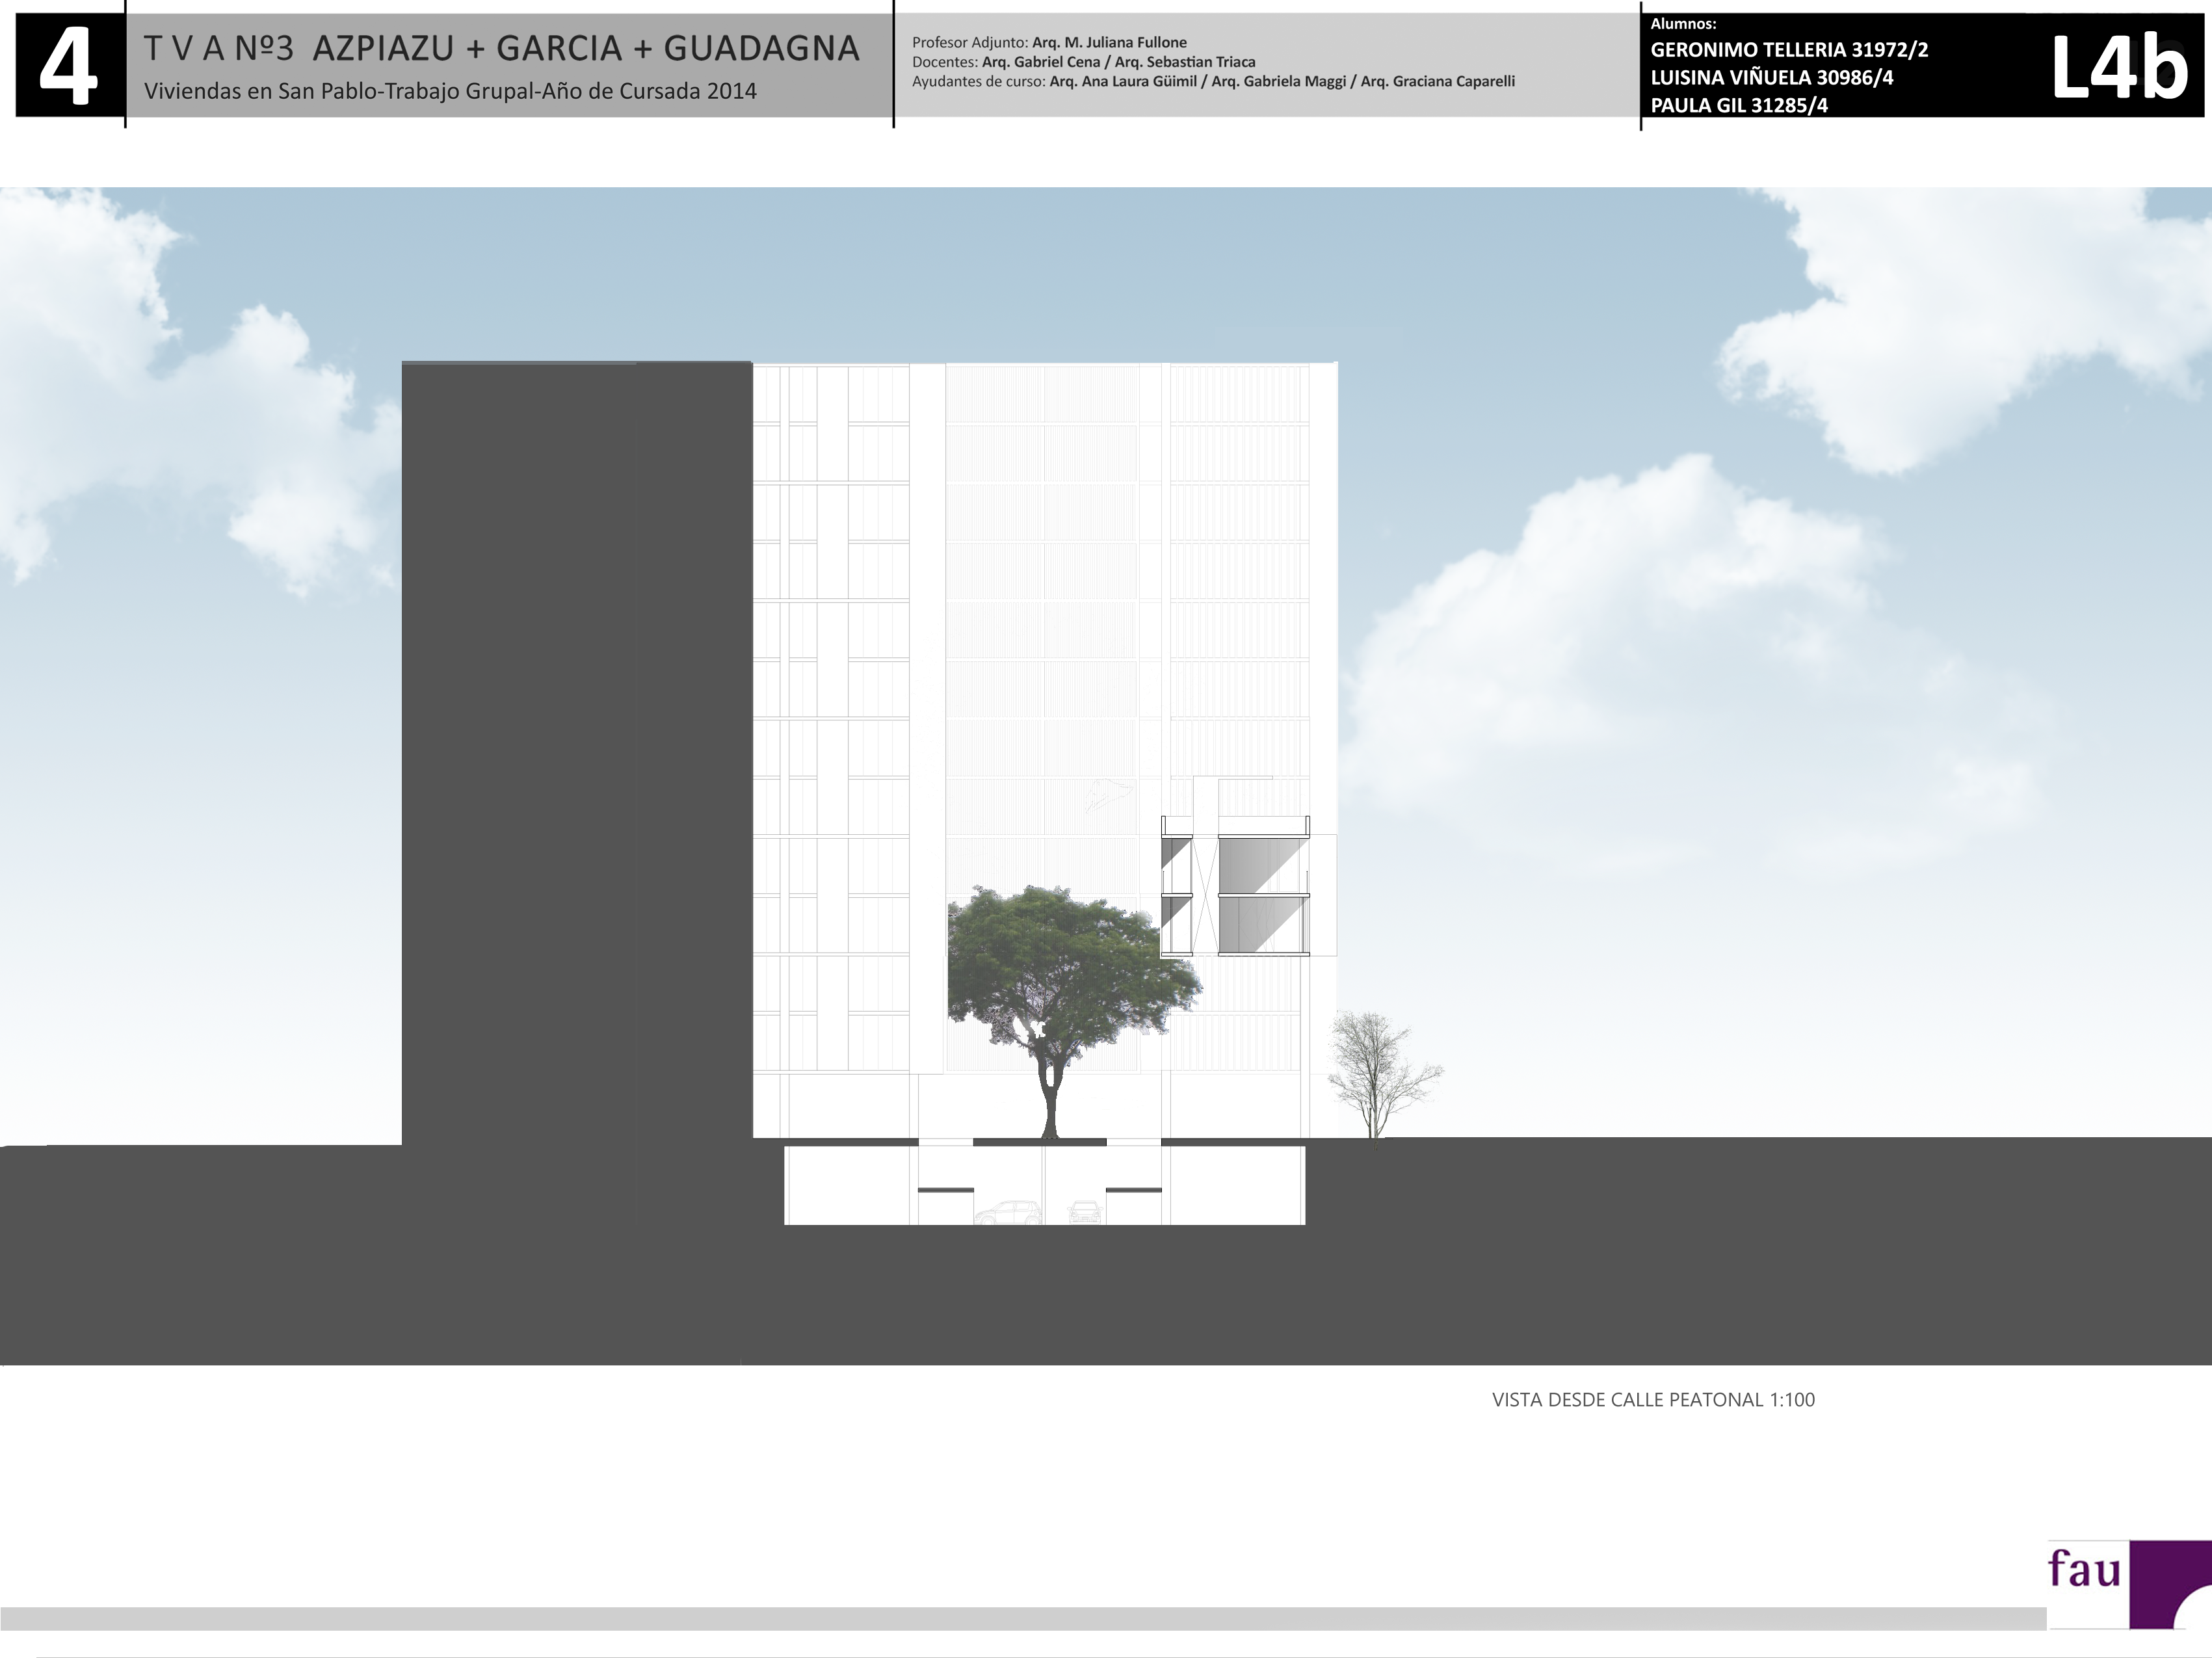 4
T V A Nº3 AZPIAZU + GARCIA + GUADAGNA
Viviendas en San Pablo-Trabajo Grupal-Año de Cursada 2014
Profesor Adjunto: Arq. M. Juliana Fullone
Docentes: Arq. Gabriel Cena / Arq. Sebastian Triaca
Ayudantes de curso: Arq. Ana Laura Güimil / Arq. Gabriela Maggi / Arq. Graciana Caparelli
Alumnos:
GERONIMO TELLERIA 31972/2
LUISINA VIÑUELA 30986/4
PAULA GIL 31285/4
L4b
VISTA DESDE CALLE PEATONAL 1:100
fau